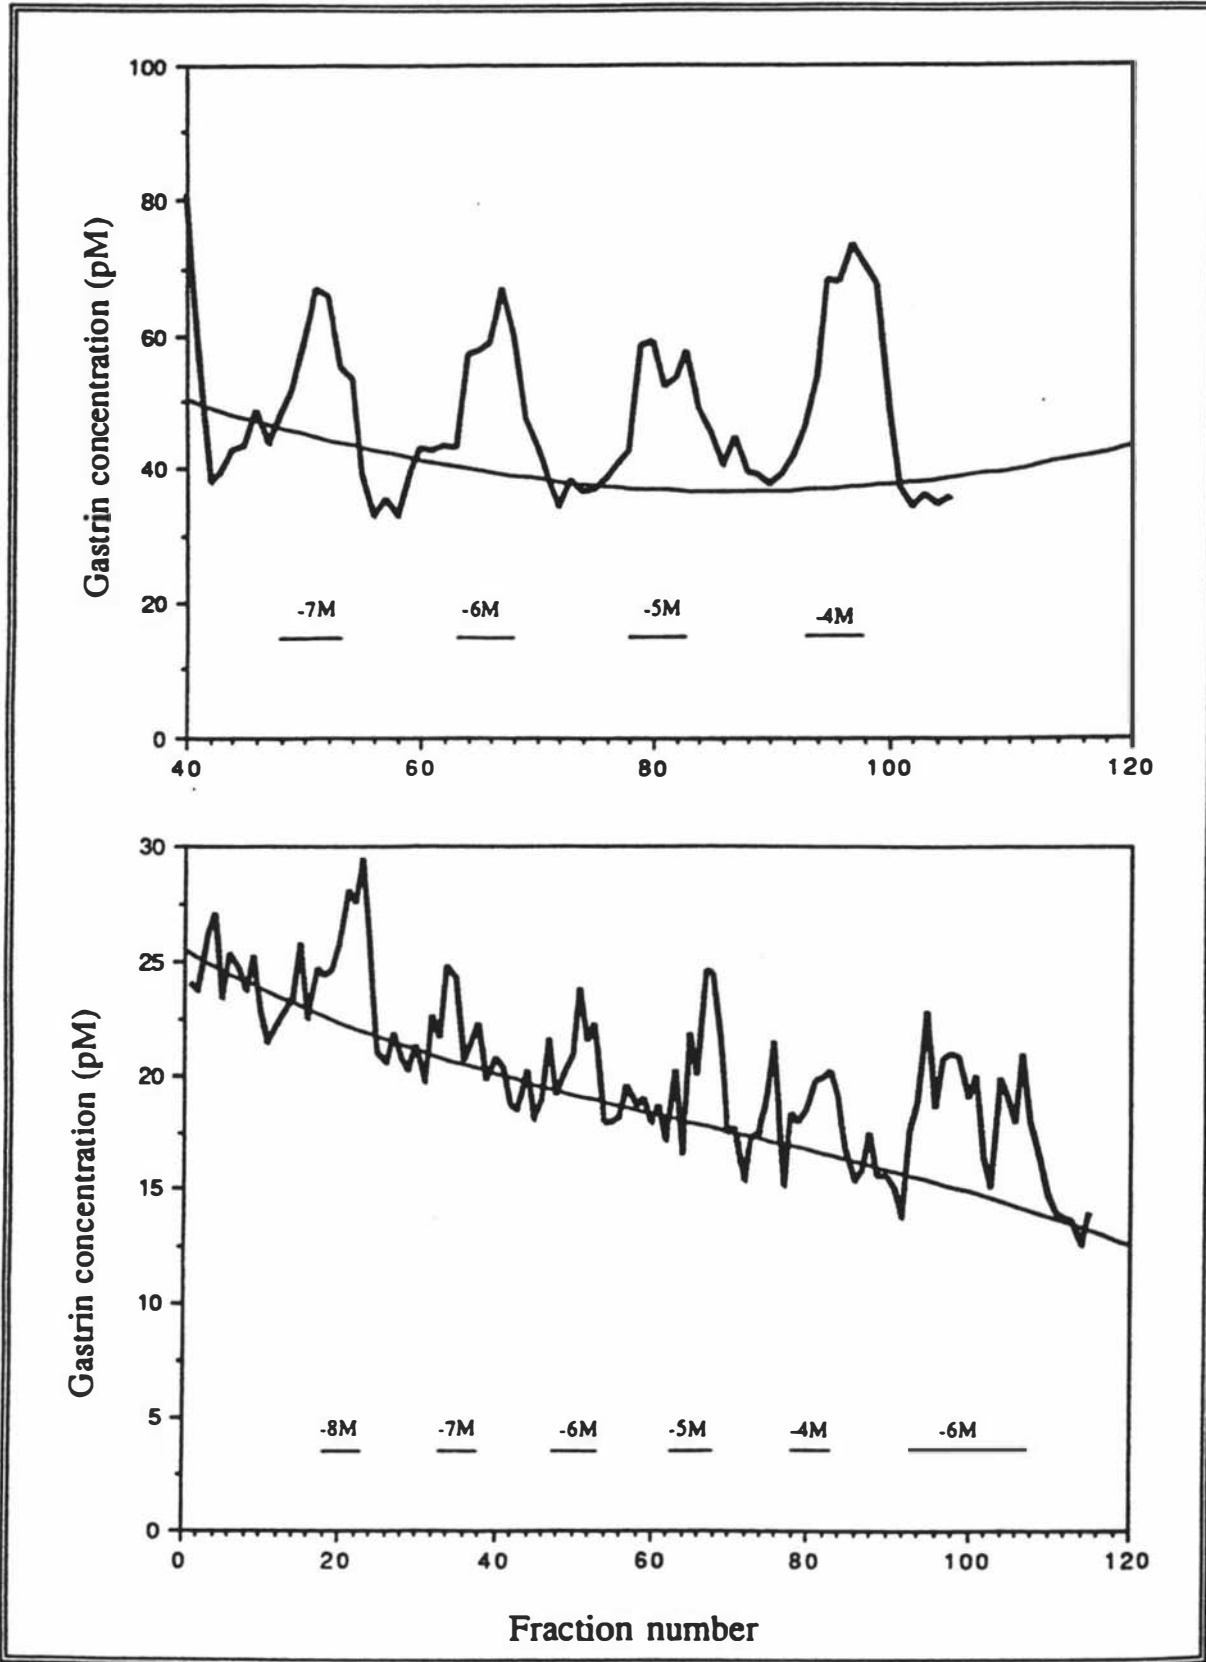 100
80
60
40
20
0
Gastrin concentration (pM)
-7M -6M -5M -4M
40 60 80 100 120
30
25
20
15
10
5
0
Gastrin concentration (pM)
-8M -7M -6M -5M -4M -6M
0 20 40 60 80 100 120
Fraction number